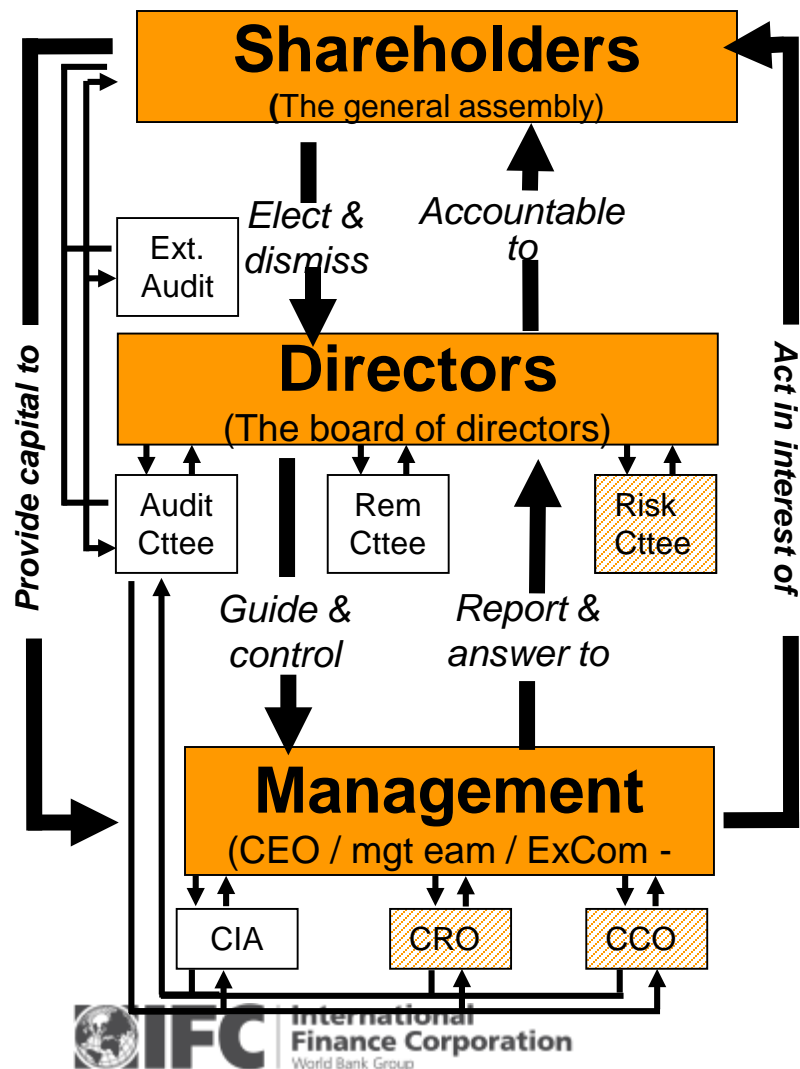 Shareholders
(The general assembly)
Elect &
dismiss
Accountable
to
Ext.
Audit
Provide capital to
Act in interest of
Directors
(The board of directors)
Audit
Cttee
Rem
Cttee
Risk
Cttee
Guide &
control
Report &
answer to
Management
(CEO / mgt eam / ExCom -
CIA
CRO
CCO
IFC
International
Finance Corporation
World Bank Group